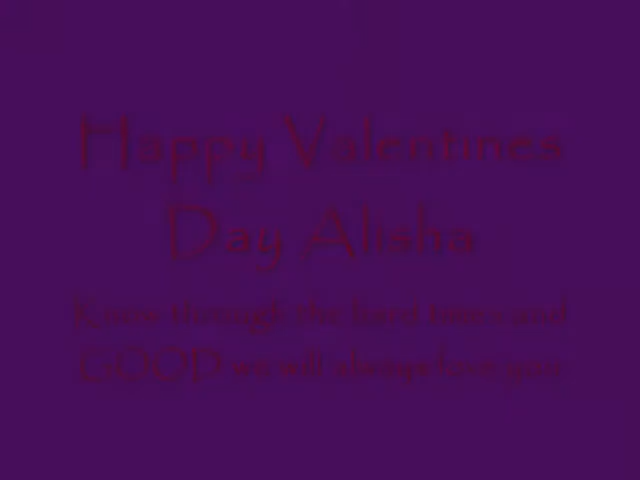 Happy Valentines
Day Alisha
Know through the hard times and
GOOD we will always love you